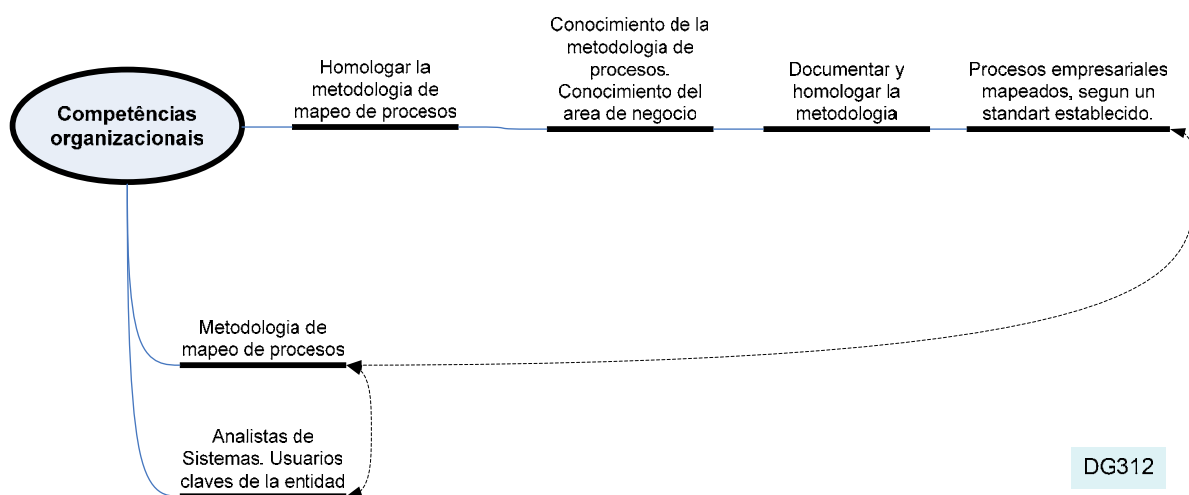 Competências
organizacionais
Homologar la
metodologia de
mapeo de procesos
Conocimiento de la
metodologia de
procesos.
Conocimiento del
area de negocio
Documentar y
homologar la
metodologia
Procesos empresariales
mapeados, segun un
standart establecido.
Metodologia de
mapeo de procesos
Analistas de
Sistemas. Usuarios
claves de la entidad
DG312